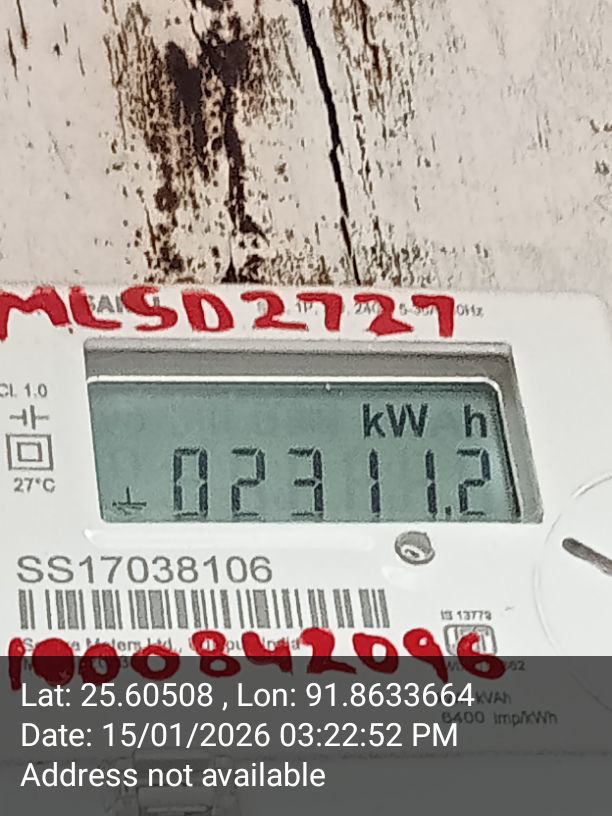 MLSD2727
Cl. 1.0
kW h
02311.2
27°C
SS17038106
IS 13779
1900842096
6400 imp/kWh
Lat: 25.60508 , Lon: 91.8633664
Date: 15/01/2026 03:22:52 PM
Address not available